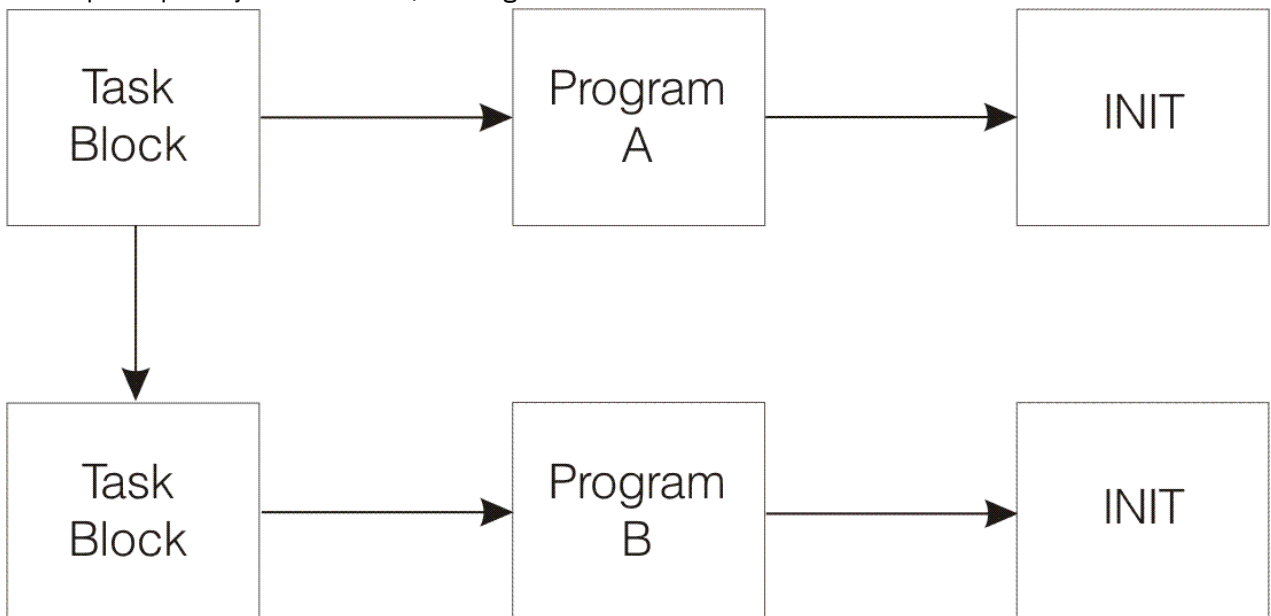 Task
Block
Program
A
INIT
Task
Block
Program
B
INIT